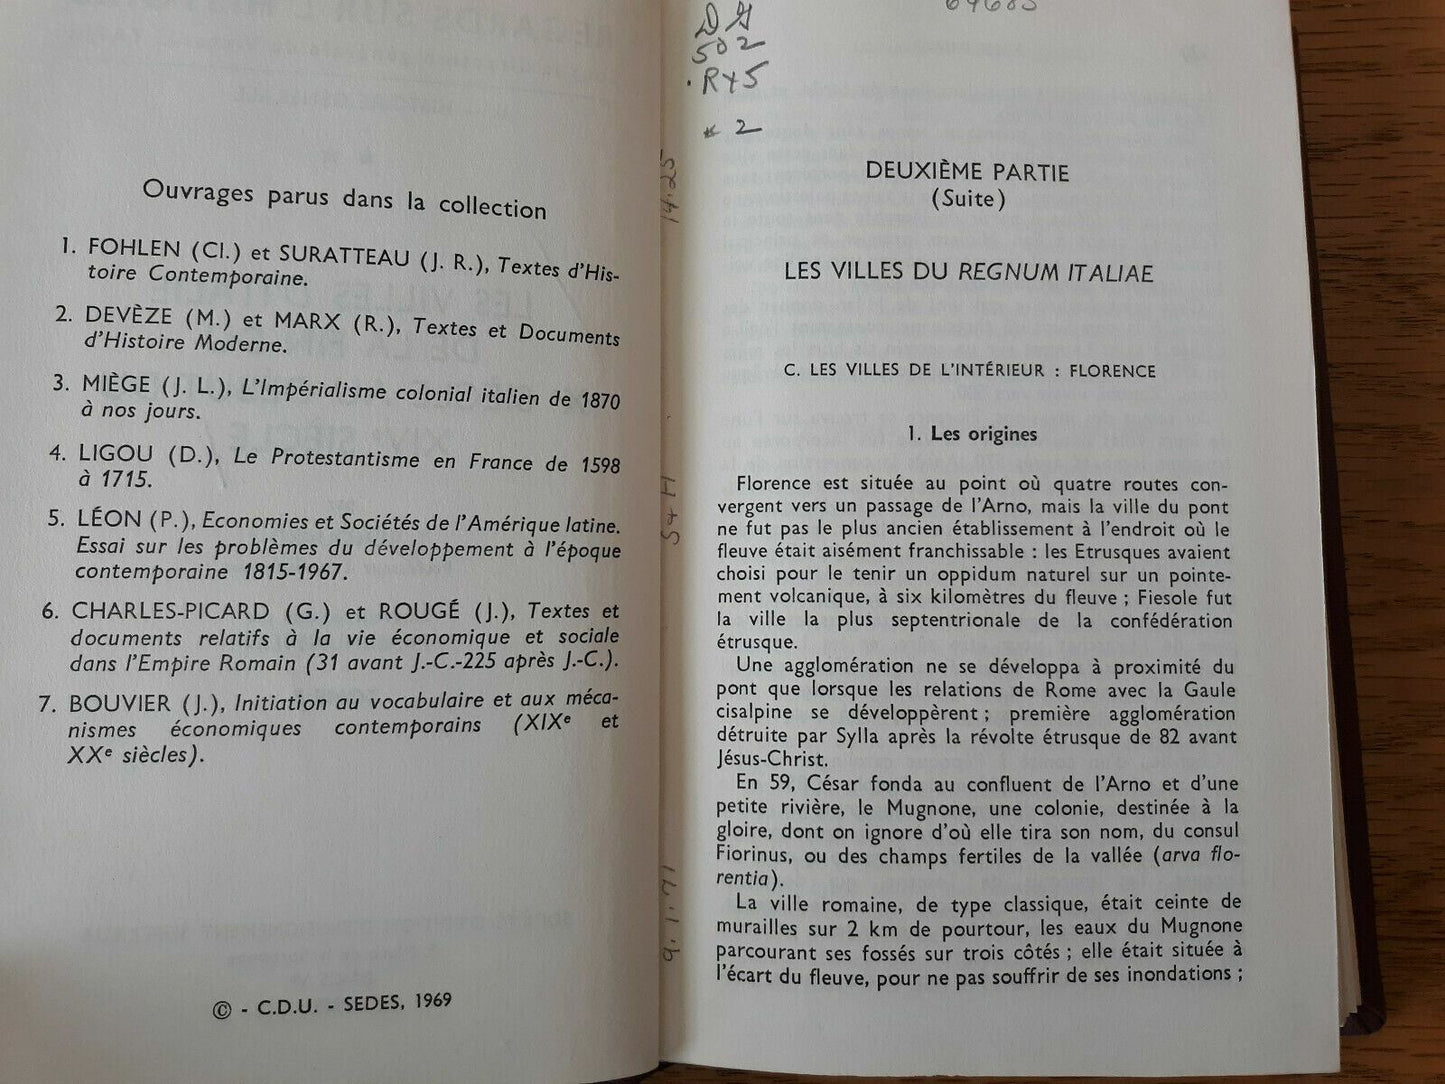 Ouvrages parus dans la collection
1. FOHLEN (Cl.) et SURATTEAU (J. R.), Textes d'His-
toire Contemporaine.
2. DEVÈZE (M.) et MARX (R.), Textes et Documents
d'Histoire Moderne.
3. MIÈGE (J. L.), L'Impérialisme colonial italien de 1870
à nos jours.
4. LIGOU (D.), Le Protestantisme en France de 1598
à 1715.
5. LÉON (P.), Economies et Sociétés de l'Amérique latine.
Essai sur les problèmes du développement à l'époque
contemporaine 1815-1967.
6. CHARLES-PICARD (G.) et ROUGÉ (J.), Textes et
documents relatifs à la vie économique et sociale
dans l'Empire Romain (31 avant J.-C.-225 après J.-C.).
7. BOUVIER (J.), Initiation au vocabulaire et aux méca-
nismes économiques contemporains (XIXe et
XXe siècles).
© - C.D.U. - SEDES, 1969
DG
502
.R45
* 2
DEUXIÈME PARTIE
(Suite)
LES VILLES DU REGNUM ITALIAE
C. LES VILLES DE L'INTÉRIEUR : FLORENCE
1. Les origines
Florence est située au point où quatre routes con-
vergent vers un passage de l'Arno, mais la ville du pont
ne fut pas le plus ancien établissement à l'endroit où le
fleuve était aisément franchissable : les Etrusques avaient
choisi pour le tenir un oppidum naturel sur un pointe-
ment volcanique, à six kilomètres du fleuve ; Fiesole fut
la ville la plus septentrionale de la confédération
étrusque.
Une agglomération ne se développa à proximité du
pont que lorsque les relations de Rome avec la Gaule
cisalpine se développèrent ; première agglomération
détruite par Sylla après la révolte étrusque de 82 avant
Jésus-Christ.
En 59, César fonda au confluent de l'Arno et d'une
petite rivière, le Mugnone, une colonie, destinée à la
gloire, dont on ignore d'où elle tira son nom, du consul
Fiorinus, ou des champs fertiles de la vallée (arva flo-
rentia).
La ville romaine, de type classique, était ceinte de
murailles sur 2 km de pourtour, les eaux du Mugnone
parcourant ses fossés sur trois côtés ; elle était située à
l'écart du fleuve, pour ne pas souffrir de ses inondations ;